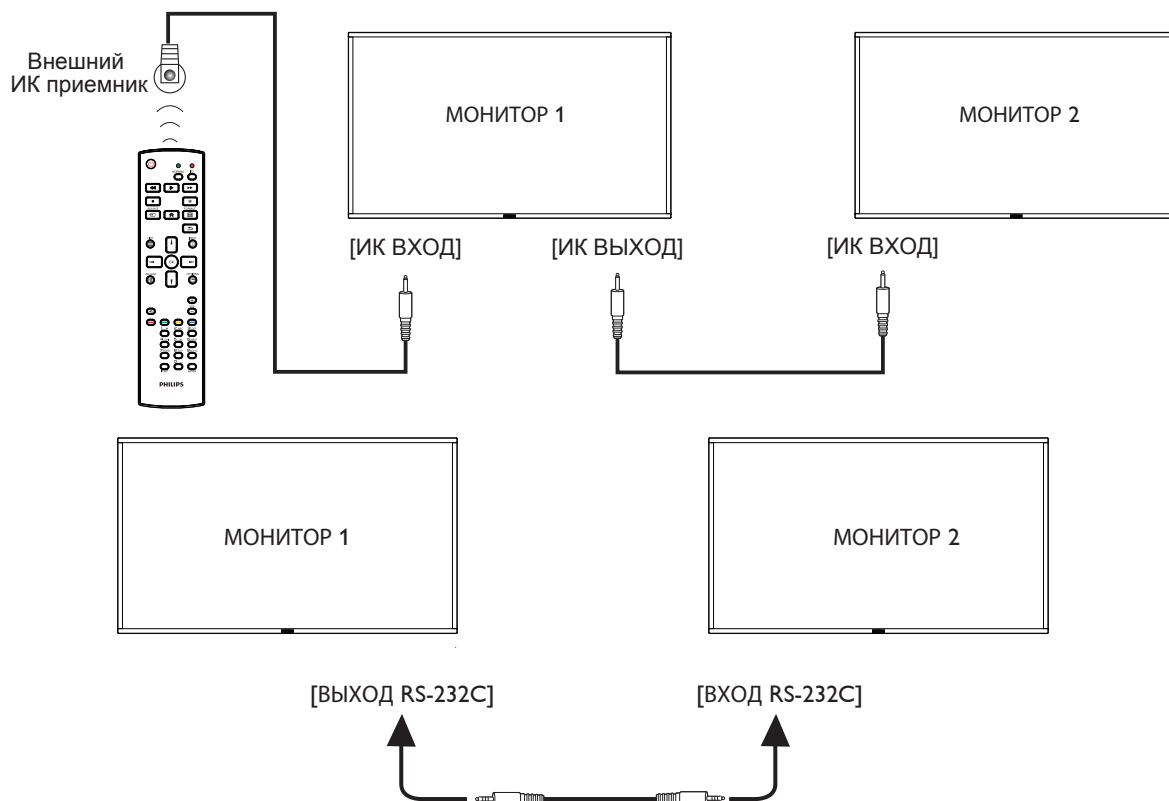 Внешний
ИК приемник
МОНИТОР 1
МОНИТОР 2
[ИК ВХОД]
[ИК ВЫХОД]
[ИК ВХОД]
PHILIPS
МОНИТОР 1
МОНИТОР 2
[ВЫХОД RS-232C]
[ВХОД RS-232C]